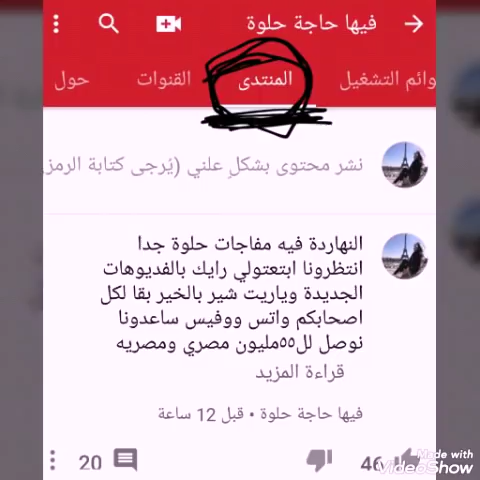 فيها حاجة حلوة
وائم التشغيل المنتدى القنوات حول
نشر محتوى بشكلٍ علني (يُرجى كتابة الرمز
النهاردة فيه مفاجات حلوة جدا
انتظرونا ابتعتولي رايك بالفديوهات
الجديدة وياريت شير بالخير بقا لكل
اصحابكم واتس ووفيس ساعدونا
نوصل لل٥٥مليون مصري ومصريه
قراءة المزيد
فيها حاجة حلوة • قبل 12 ساعة
46 20
Made with
VideoShow